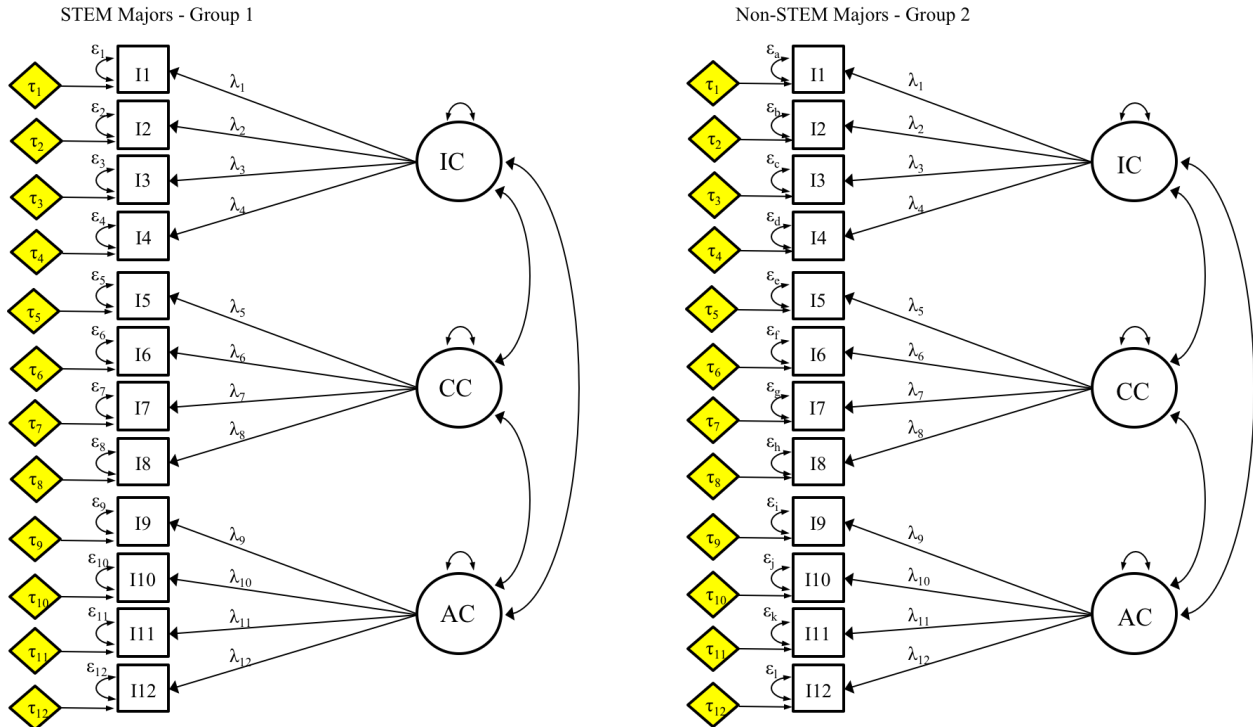 STEM Majors - Group 1
ε1
I1
τ1
λ1
ε2
I2
τ2
λ2
ε3
I3
τ3
λ3
ε4
I4
τ4
λ4
IC
ε5
I5
τ5
λ5
ε6
I6
τ6
λ6
ε7
I7
τ7
λ7
ε8
I8
τ8
λ8
CC
ε9
I9
τ9
λ9
ε10
I10
τ10
λ10
ε11
I11
τ11
λ11
ε12
I12
τ12
λ12
AC
Non-STEM Majors - Group 2
εa
I1
τ1
λ1
εb
I2
τ2
λ2
εc
I3
τ3
λ3
εd
I4
τ4
λ4
IC
εe
I5
τ5
λ5
εf
I6
τ6
λ6
εg
I7
τ7
λ7
εh
I8
τ8
λ8
CC
εi
I9
τ9
λ9
εj
I10
τ10
λ10
εk
I11
τ11
λ11
εl
I12
τ12
λ12
AC